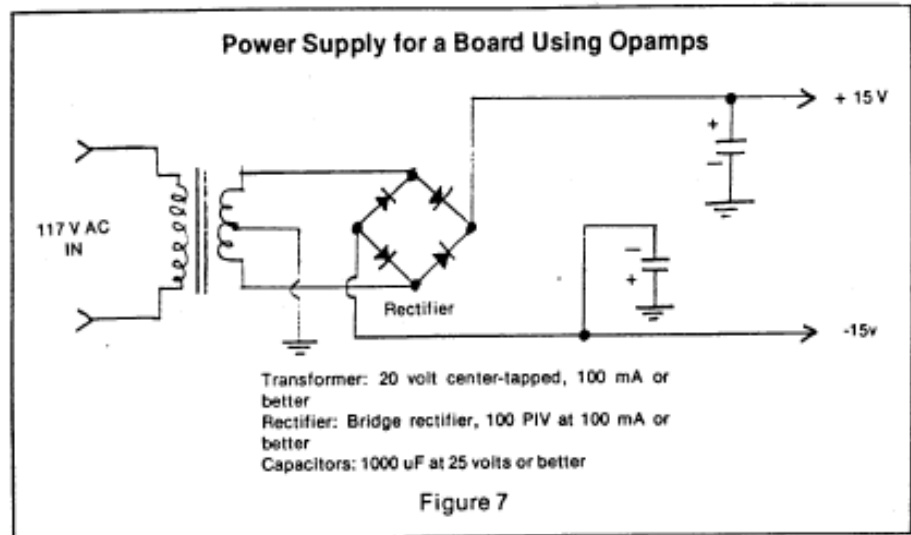 Power Supply for a Board Using Opamps
+ 15 V
+
−
117 V AC
IN
−
+
Rectifier
-15v
Transformer: 20 volt center-tapped, 100 mA or
better
Rectifier: Bridge rectifier, 100 PIV at 100 mA or
better
Capacitors: 1000 uF at 25 volts or better
Figure 7